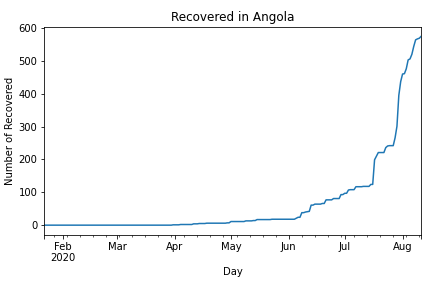 Recovered in Angola
Number of Recovered
600
500
400
300
200
100
0
Feb
2020
Mar
Apr
May
Jun
Jul
Aug
Day